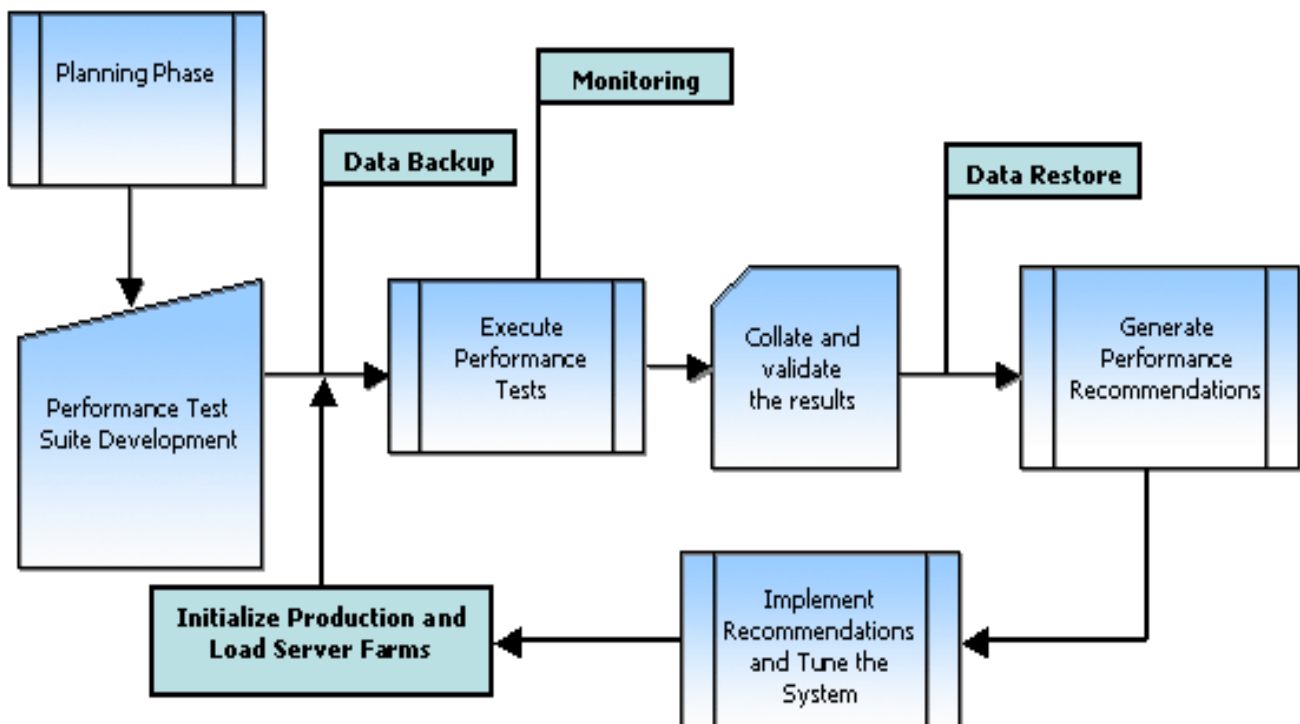 Planning Phase
Monitoring
Data Backup
Data Restore
Performance Test
Suite Development
Execute
Performance
Tests
Collate and
validate
the results
Generate
Performance
Recommendations
Initialize Production and
Load Server Farms
Implement
Recommendations
and Tune the
System